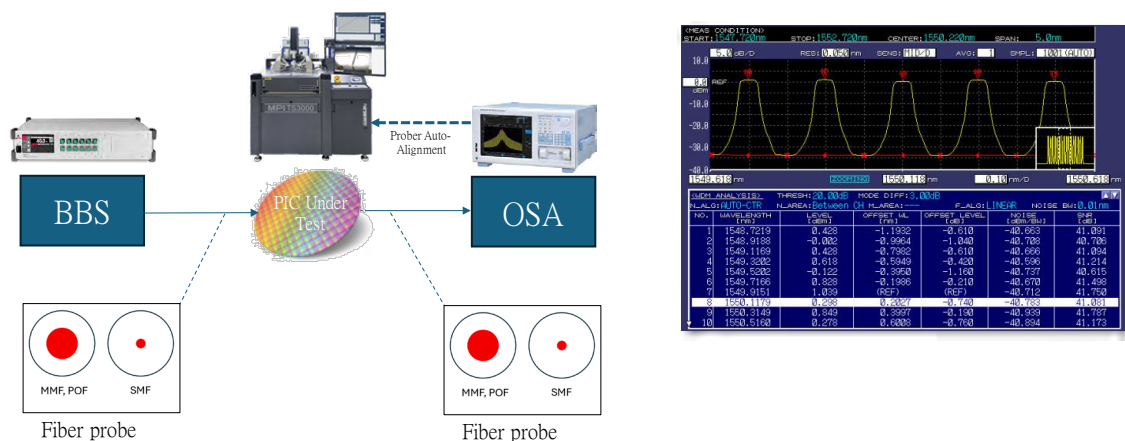 MPI TS3000
Prober Auto-
Alignment
BBS
PIC Under
Test
OSA
MMF, POF
SMF
Fiber probe
MMF, POF
SMF
Fiber probe
<MEAS CONDITION>
START:1547.720nm STOP:1552.720nm CENTER:1550.220nm SPAN: 5.0nm
5.0 dB/D RES:0.050 nm SENS:MID/D AVG: 1 SMPL: 1001(AUTO)
10.0
0.0 REF
dBm
-10.0
-20.0
-30.0
-40.0
1549.618 nm ZOOMING 1550.118 nm 0.10 nm/D 1550.618 nm
<WDM ANALYSIS> THRESH:20.00dB MODE DIFF:3.00dB
N_ALG:AUTO-CTR N_AREA:Between CH M_AREA:--- F_ALG:LINEAR NOISE BW:0.01nm
NO. WAVELENGTH LEVEL OFFSET WL OFFSET LEVEL NOISE SNR
[nm] [dBm] [nm] [dB] [dBm/BW] [dB]
1 1548.7219 0.428 -1.1932 -0.610 -40.663 41.091
2 1548.9188 -0.002 -0.9964 -1.040 -40.708 40.706
3 1549.1169 0.428 -0.7982 -0.610 -40.666 41.094
4 1549.3202 0.618 -0.5949 -0.420 -40.596 41.214
5 1549.5202 -0.122 -0.3950 -1.160 -40.737 40.615
6 1549.7166 0.828 -0.1986 -0.210 -40.670 41.498
7 1549.9151 1.039 (REF) (REF) -40.712 41.750
8 1550.1179 0.298 0.2027 -0.740 -40.783 41.081
9 1550.3149 0.849 0.3997 -0.190 -40.939 41.787
10 1550.5160 0.278 0.6008 -0.760 -40.894 41.173